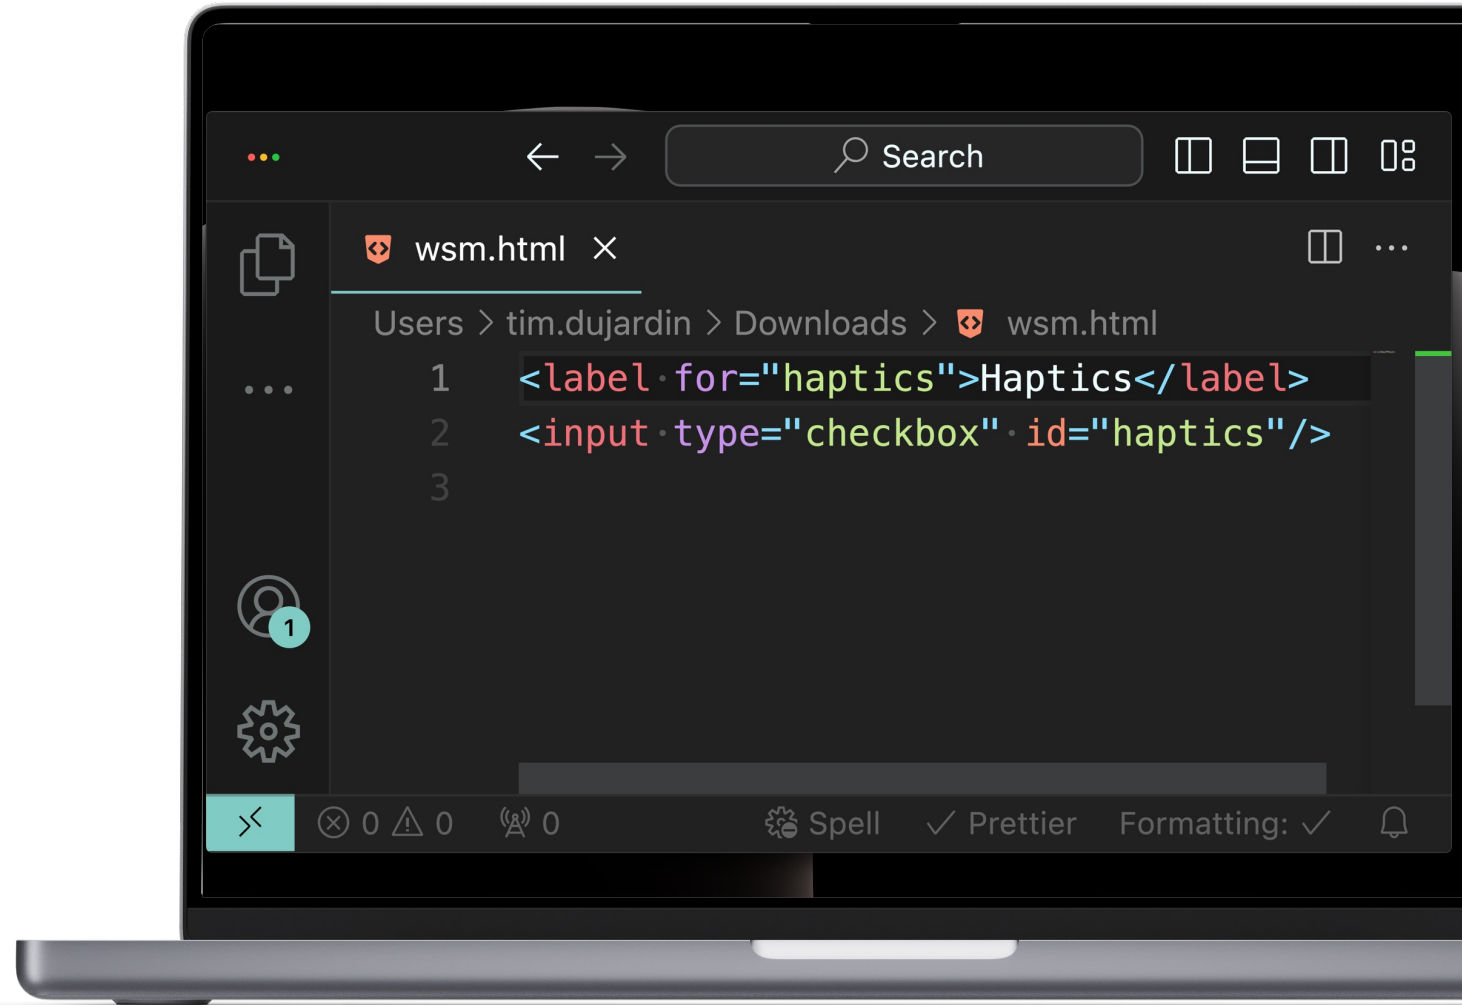 Search
wsm.html
Users > tim.dujardin > Downloads > wsm.html
1 <label for="haptics">Haptics</label>
2 <input type="checkbox" id="haptics"/>
3
1
0 0 0 Spell Prettier Formatting: